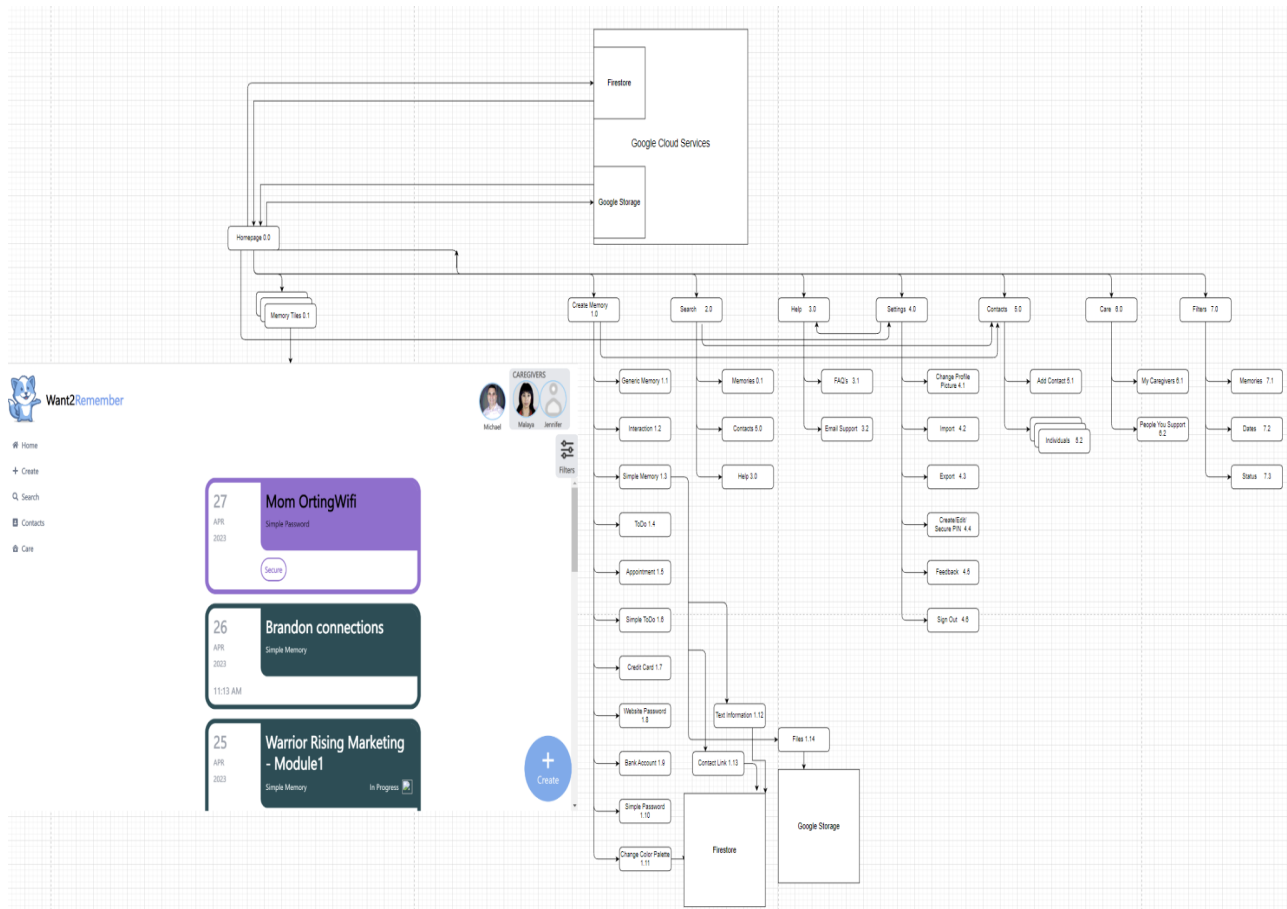 Firestore
Google Cloud Services
Google Storage
Homepage 0.0
Memory Tiles 0.1
Create Memory
1.0
Search 2.0
Help 3.0
Settings 4.0
Contacts 5.0
Care 6.0
Filters 7.0
Want2Remember
CAREGIVERS
Michael
Malaya
Jennifer
Filters
Home
Create
Search
Contacts
Care
27
APR
2023
Mom OrtingWifi
Simple Password
Secure
26
APR
2023
Brandon connections
Simple Memory
11:13 AM
25
APR
2023
Warrior Rising Marketing
- Module1
Simple Memory
In Progress
+
Create
Generic Memory 1.1
Interaction 1.2
Simple Memory 1.3
ToDo 1.4
Appointment 1.5
Simple ToDo 1.6
Credit Card 1.7
Website Password
1.8
Bank Account 1.9
Simple Password
1.10
Change Color Palette
1.11
Memories 0.1
Contacts 5.0
Help 3.0
FAQ's 3.1
Email Support 3.2
Change Profile
Picture 4.1
Import 4.2
Export 4.3
Create/Edit
Secure PIN 4.4
Feedback 4.5
Sign Out 4.6
Add Contact 5.1
Individuals 5.2
My Caregivers 6.1
People You Support
6.2
Memories 7.1
Dates 7.2
Status 7.3
Text Information 1.12
Contact Link 1.13
Files 1.14
Firestore
Google Storage